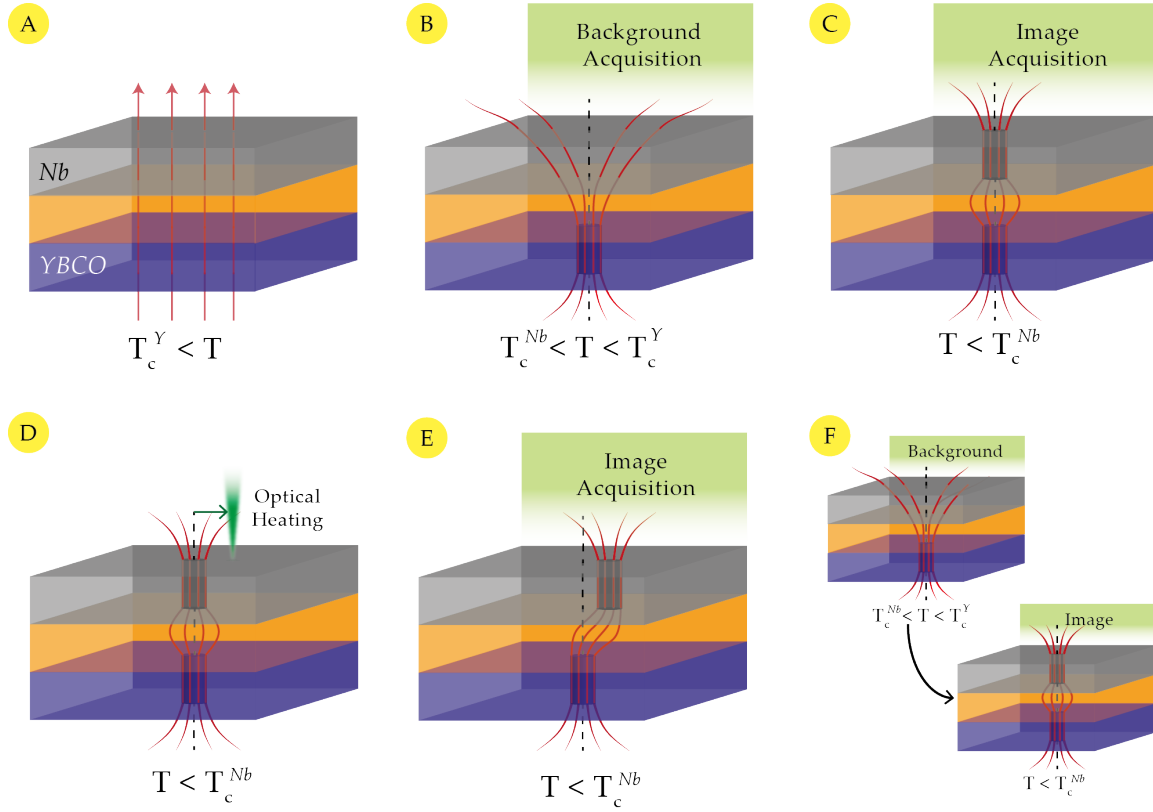 A
Nb
YBCO
T_c^Y < T
B
Background
Acquisition
T_c^Nb < T < T_c^Y
C
Image
Acquisition
T < T_c^Nb
D
Optical
Heating
T < T_c^Nb
E
Image
Acquisition
T < T_c^Nb
F
Background
T_c^Nb < T < T_c^Y
Image
T < T_c^Nb